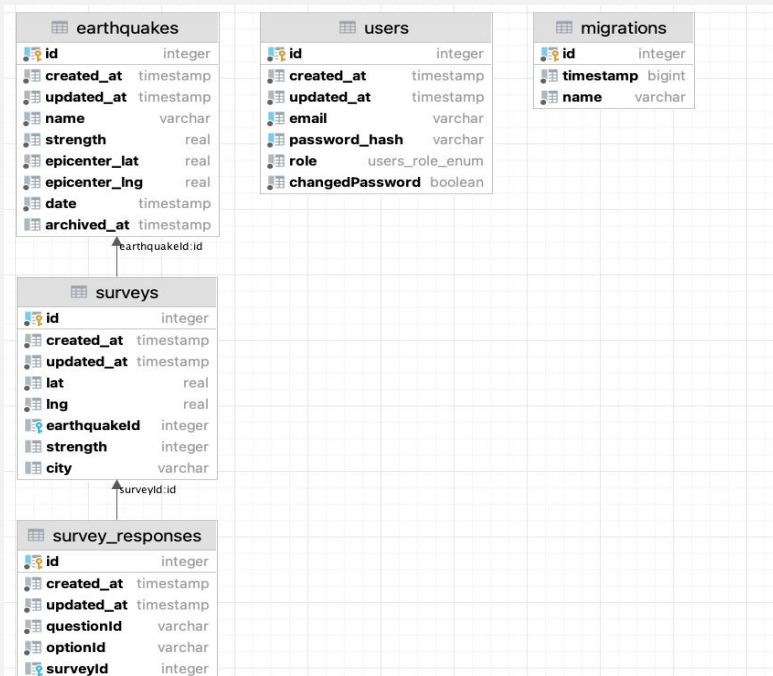 earthquakes
id integer
created_at timestamp
updated_at timestamp
name varchar
strength real
epicenter_lat real
epicenter_lng real
date timestamp
archived_at timestamp
earthquakeId:id
surveys
id integer
created_at timestamp
updated_at timestamp
lat real
lng real
earthquakeId integer
strength integer
city varchar
surveyId:id
survey_responses
id integer
created_at timestamp
updated_at timestamp
questionId varchar
optionId varchar
surveyId integer
users
id integer
created_at timestamp
updated_at timestamp
email varchar
password_hash varchar
role users_role_enum
changedPassword boolean
migrations
id integer
timestamp bigint
name varchar